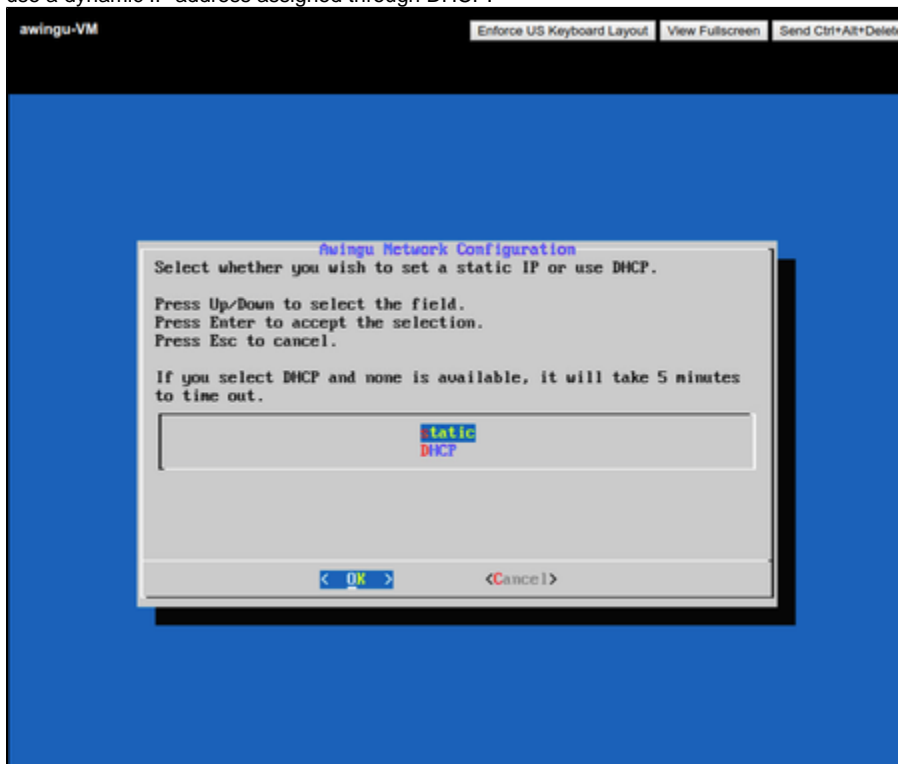 use a dynamic IP address assigned through DHCP.
awingu-VM
Enforce US Keyboard Layout
View Fullscreen
Send Ctrl+Alt+Delete
Awingu Network Configuration
Select whether you wish to set a static IP or use DHCP.
Press Up/Down to select the field.
Press Enter to accept the selection.
Press Esc to cancel.
If you select DHCP and none is available, it will take 5 minutes
to time out.
static
DHCP
< OK >
<Cancel>